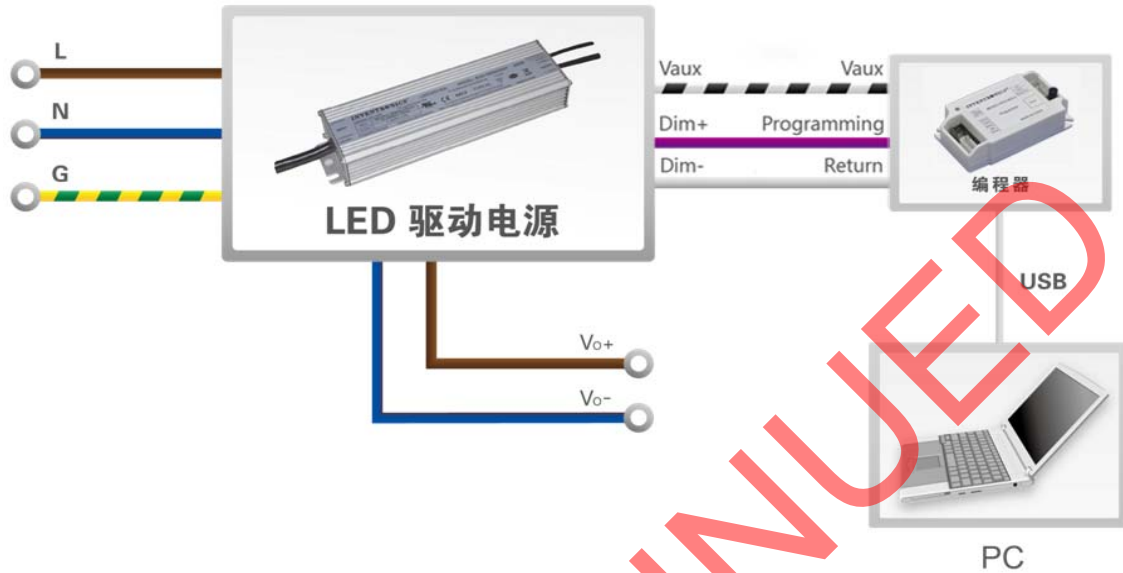 L
N
G
LED 驱动电源
Vaux
Vaux
Dim+
Programming
Dim-
Return
INVENTRONICS
编程器
USB
Vo+
Vo-
PC
NUED